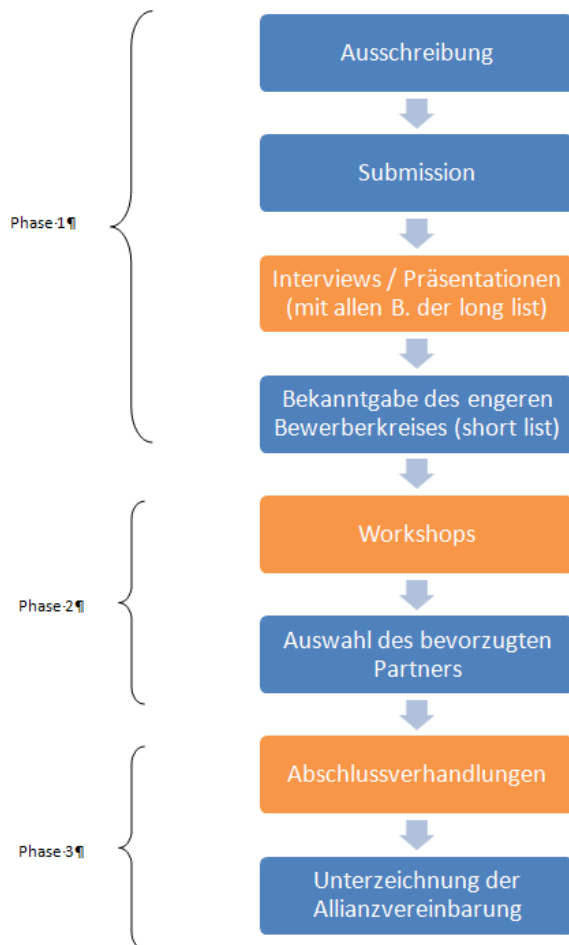 Ausschreibung
Submission
Phase·1¶
Interviews / Präsentationen
(mit allen B. der long list)
Bekanntgabe des engeren
Bewerberkreises (short list)
Workshops
Phase·2¶
Auswahl des bevorzugten
Partners
Abschlussverhandlungen
Phase·3¶
Unterzeichnung der
Allianzvereinbarung